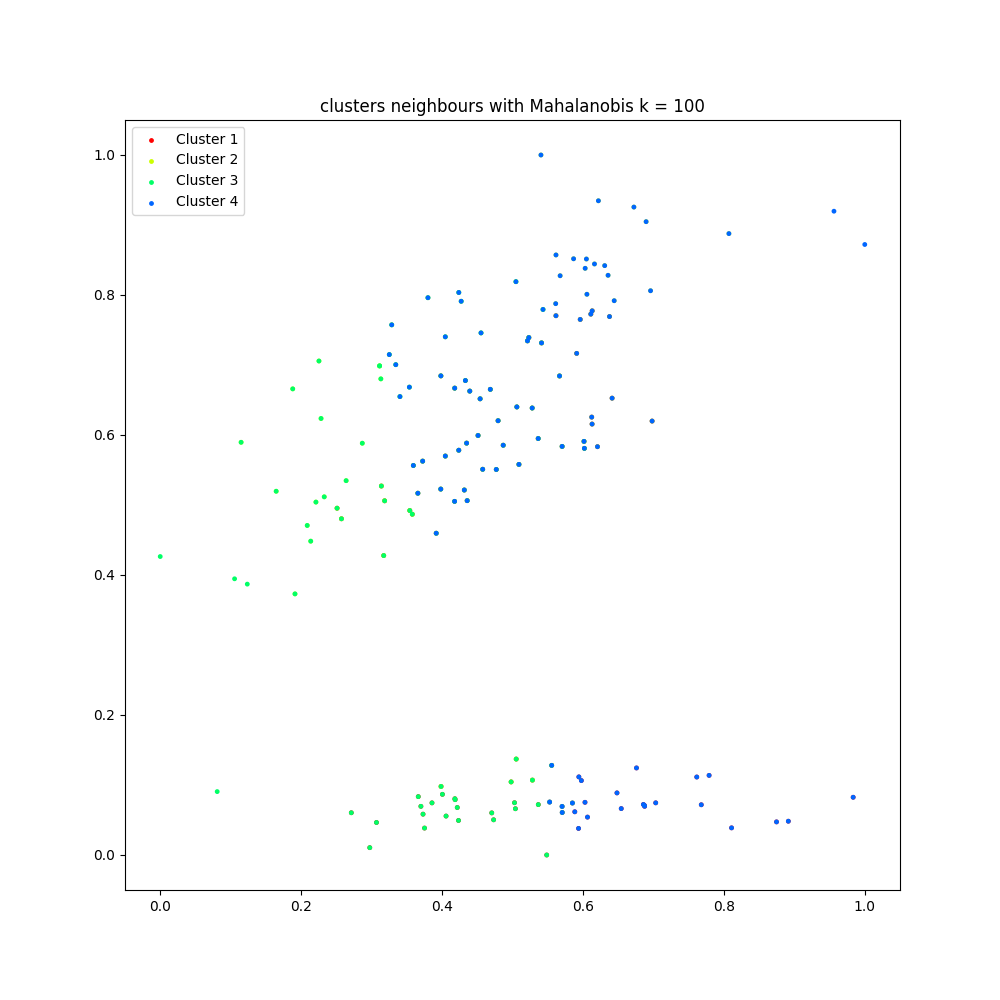 clusters neighbours with Mahalanobis k = 100
Cluster 1
Cluster 2
Cluster 3
Cluster 4
1.0
0.8
0.6
0.4
0.2
0.0
0.0 0.2 0.4 0.6 0.8 1.0